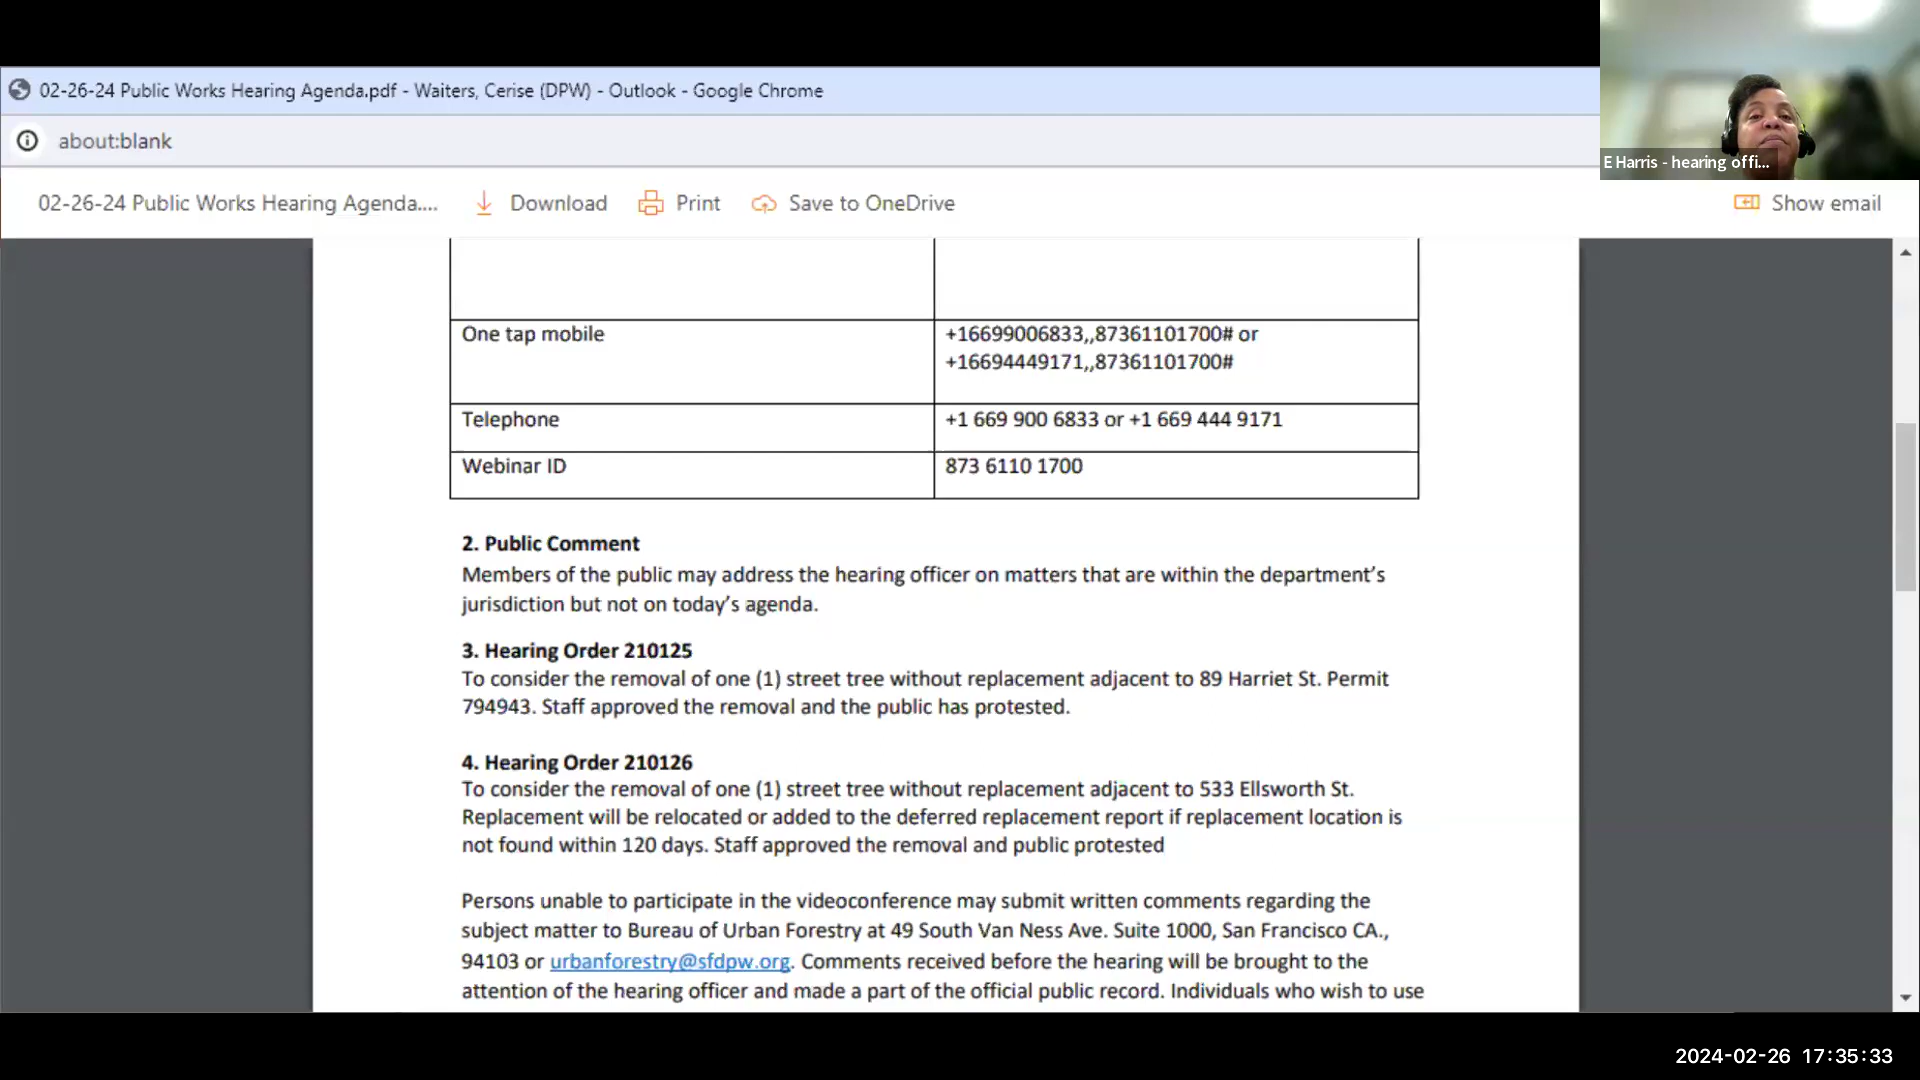 02-26-24 Public Works Hearing Agenda.pdf - Waiters, Cerise (DPW) - Outlook - Google Chrome
about:blank
E Harris - hearing offi...
02-26-24 Public Works Hearing Agenda.... Download Print Save to OneDrive Show email
One tap mobile +16699006833,,87361101700# or
+16694449171,,87361101700#
Telephone +1 669 900 6833 or +1 669 444 9171
Webinar ID 873 6110 1700
2. Public Comment
Members of the public may address the hearing officer on matters that are within the department's
jurisdiction but not on today's agenda.
3. Hearing Order 210125
To consider the removal of one (1) street tree without replacement adjacent to 89 Harriet St. Permit
794943. Staff approved the removal and the public has protested.
4. Hearing Order 210126
To consider the removal of one (1) street tree without replacement adjacent to 533 Ellsworth St.
Replacement will be relocated or added to the deferred replacement report if replacement location is
not found within 120 days. Staff approved the removal and public protested
Persons unable to participate in the videoconference may submit written comments regarding the
subject matter to Bureau of Urban Forestry at 49 South Van Ness Ave. Suite 1000, San Francisco CA.,
94103 or urbanforestry@sfdpw.org. Comments received before the hearing will be brought to the
attention of the hearing officer and made a part of the official public record. Individuals who wish to use
2024-02-26 17:35:33